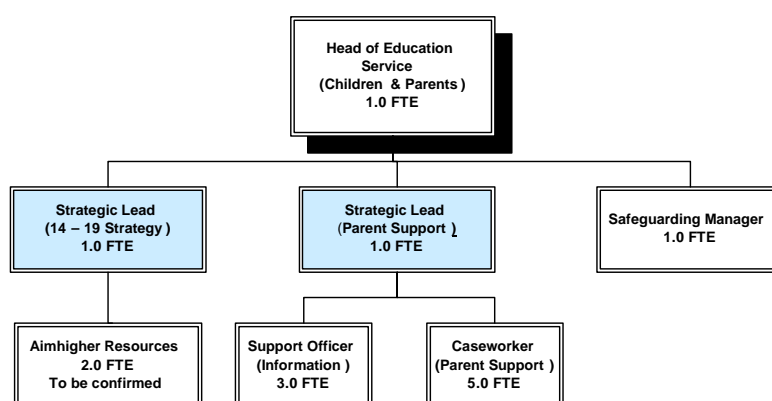 Head of Education
Service
(Children & Parents )
1.0 FTE
Strategic Lead
(14 – 19 Strategy )
1.0 FTE
Strategic Lead
(Parent Support )
1.0 FTE
Safeguarding Manager
1.0 FTE
Aimhigher Resources
2.0 FTE
To be confirmed
Support Officer
(Information )
3.0 FTE
Caseworker
(Parent Support )
5.0 FTE